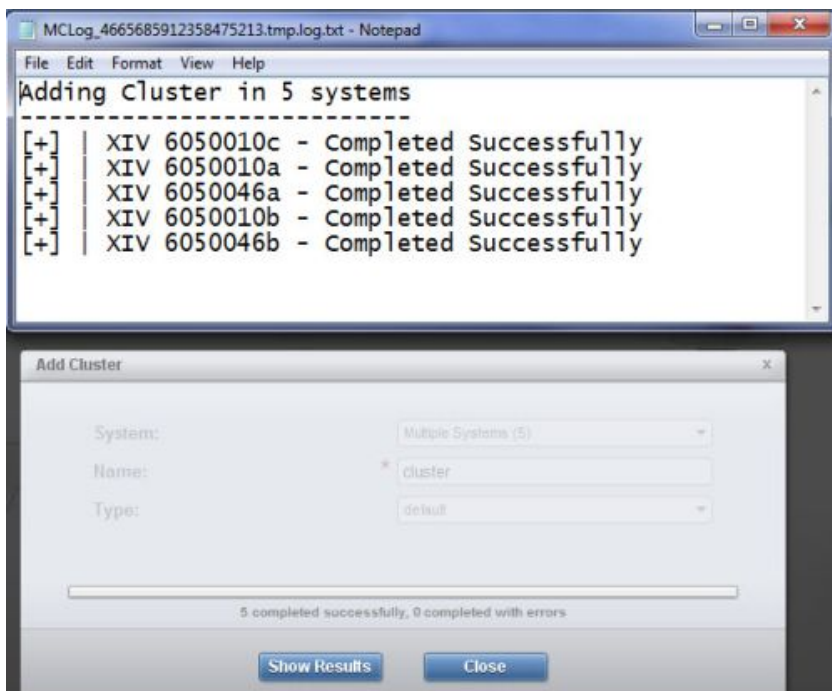 MCLog_4665685912358475213.tmp.log.txt - Notepad
File Edit Format View Help
Adding Cluster in 5 systems
---------------------------
[+] | XIV 6050010c - Completed Successfully
[+] | XIV 6050010a - Completed Successfully
[+] | XIV 6050046a - Completed Successfully
[+] | XIV 6050010b - Completed Successfully
[+] | XIV 6050046b - Completed Successfully
Add Cluster x
System: Multiple Systems (5)
Name: * cluster
Type: default
5 completed successfully, 0 completed with errors
Show Results Close